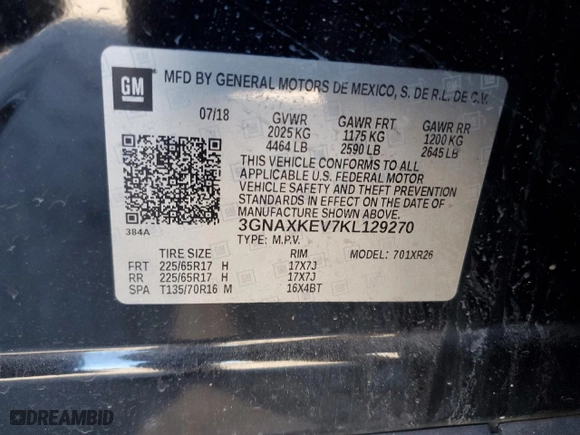 GM
MFD BY GENERAL MOTORS DE MEXICO, S. DE R.L. DE C.V.
07/18 GVWR GAWR FRT GAWR RR
2025 KG 1175 KG 1200 KG
4464 LB 2590 LB 2645 LB
THIS VEHICLE CONFORMS TO ALL
APPLICABLE U.S. FEDERAL MOTOR
VEHICLE SAFETY AND THEFT PREVENTION
STANDARDS IN EFFECT ON THE DATE OF
MANUFACTURE SHOWN ABOVE.
384A 3GNAXKEV7KL129270
TYPE: M.P.V.
TIRE SIZE RIM MODEL: 701XR26
FRT 225/65R17 H 17X7J
RR 225/65R17 H 17X7J
SPA T135/70R16 M 16X4BT
DREAMBID